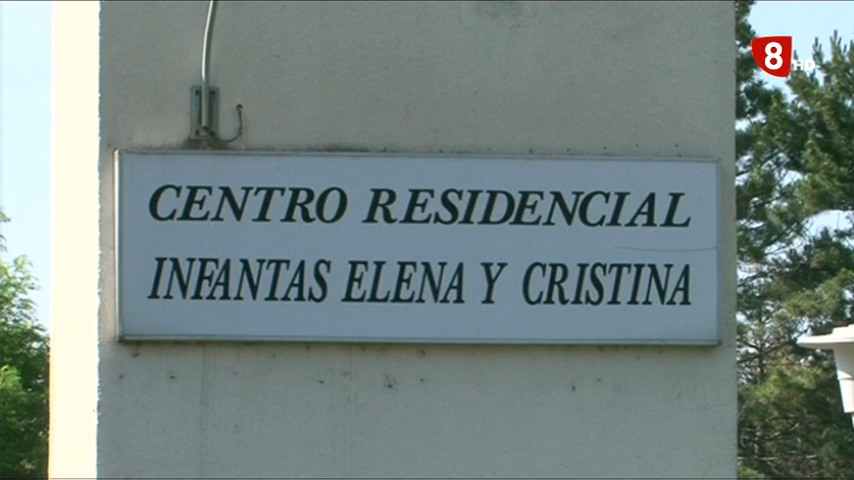 8
HD
CENTRO RESIDENCIAL
INFANTAS ELENA Y CRISTINA